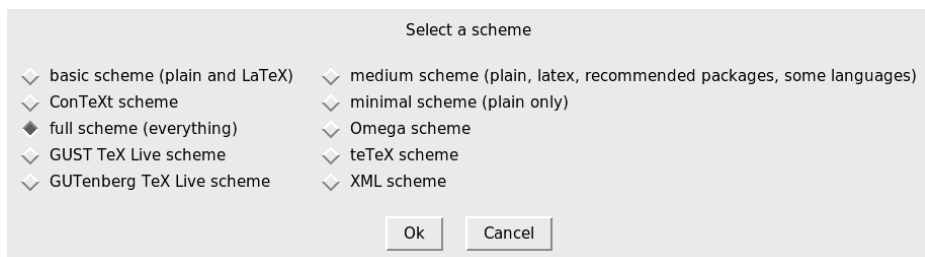 Select a scheme
basic scheme (plain and LaTeX)
medium scheme (plain, latex, recommended packages, some languages)
ConTeXt scheme
minimal scheme (plain only)
full scheme (everything)
Omega scheme
GUST TeX Live scheme
teTeX scheme
GUTenberg TeX Live scheme
XML scheme
Ok
Cancel